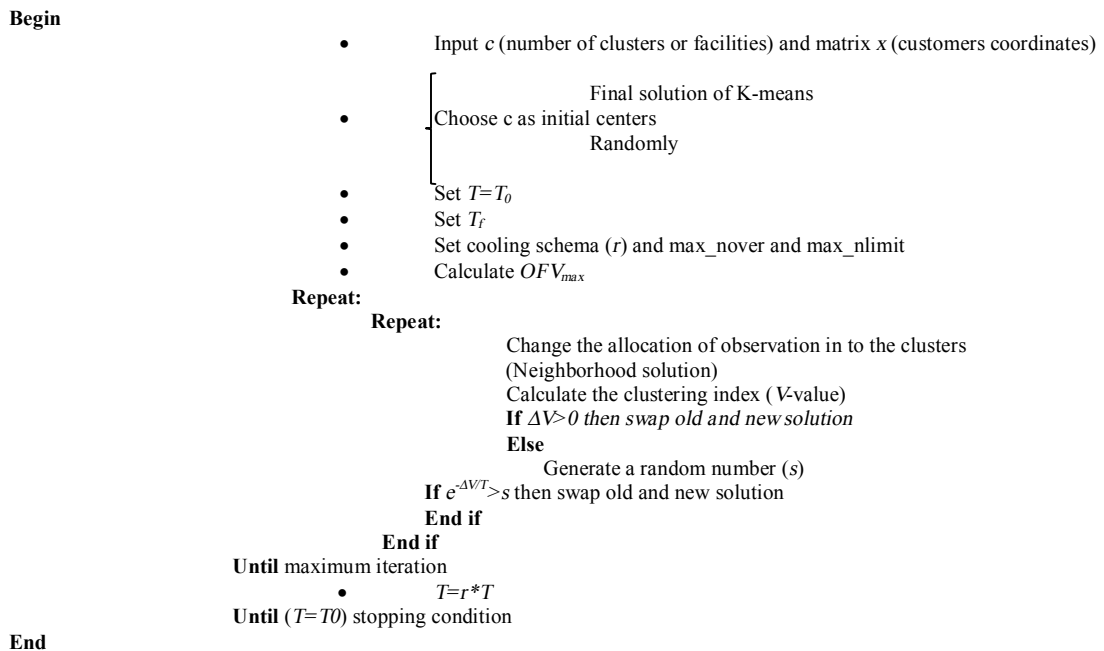 Begin
• Input c (number of clusters or facilities) and matrix x (customers coordinates)
Final solution of K-means
• Choose c as initial centers
Randomly
• Set T=T₀
• Set T_f
• Set cooling schema (r) and max_nover and max_nlimit
• Calculate OFV_max
Repeat:
Repeat:
Change the allocation of observation in to the clusters
(Neighborhood solution)
Calculate the clustering index (V-value)
If ΔV>0 then swap old and new solution
Else
Generate a random number (s)
If e^-ΔV/T>s then swap old and new solution
End if
End if
Until maximum iteration
• T=r*T
Until (T=T0) stopping condition
End